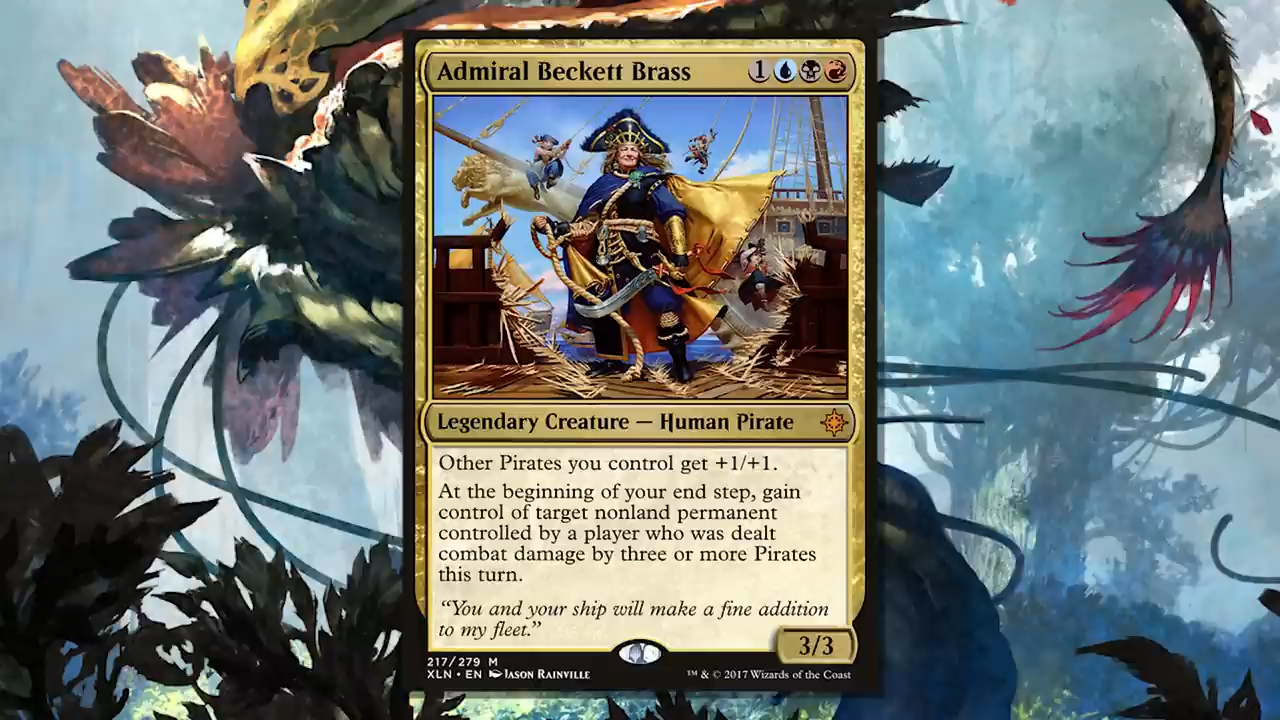 Admiral Beckett Brass 1
Legendary Creature — Human Pirate
Other Pirates you control get +1/+1.
At the beginning of your end step, gain
control of target nonland permanent
controlled by a player who was dealt
combat damage by three or more Pirates
this turn.
“You and your ship will make a fine addition
to my fleet.”
3/3
217/279 M
XLN • EN JASON RAINVILLE
™ & © 2017 Wizards of the Coast